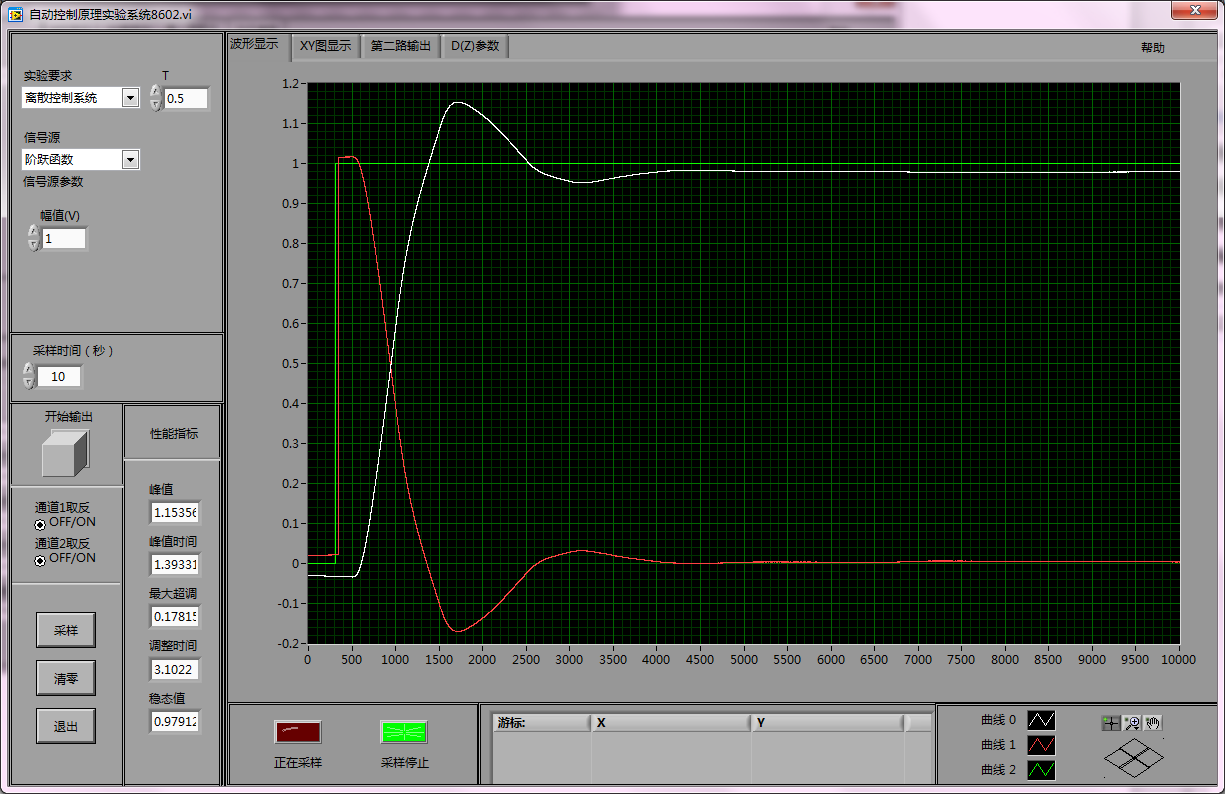 自动控制原理实验系统8602.vi
波形显示 XY图显示 第二路输出 D(Z)参数 帮助
实验要求 T
离散控制系统 0.5
信号源
阶跃函数
信号源参数
幅值(V)
1
采样时间(秒)
10
开始输出
性能指标
通道1取反
OFF/ON
通道2取反
OFF/ON
采样
清零
退出
峰值
1.15356
峰值时间
1.39331
最大超调
0.17815
调整时间
3.1022
稳态值
0.97912
1.2
1.1
1
0.9
0.8
0.7
0.6
0.5
0.4
0.3
0.2
0.1
0
-0.1
-0.2
0 500 1000 1500 2000 2500 3000 3500 4000 4500 5000 5500 6000 6500 7000 7500 8000 8500 9000 9500 10000
正在采样 采样停止
游标: X Y
曲线 0
曲线 1
曲线 2